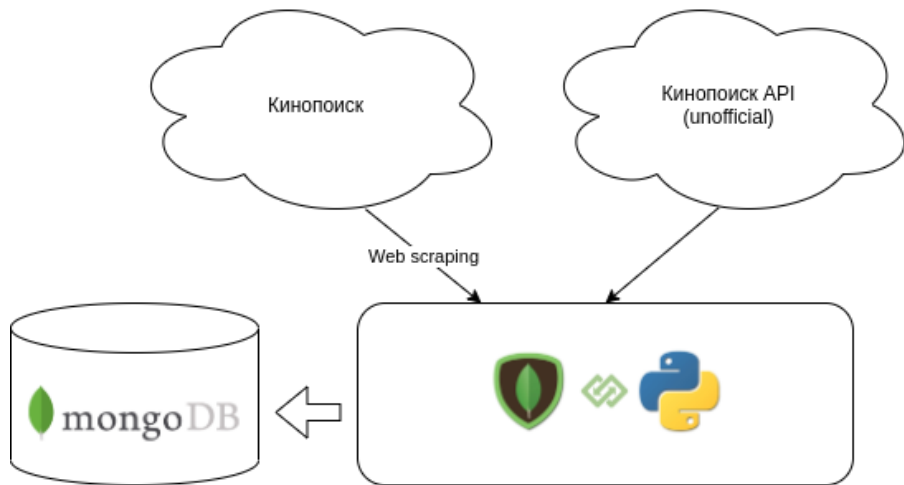 Кинопоиск
Кинопоиск API
(unofficial)
Web scraping
mongoDB